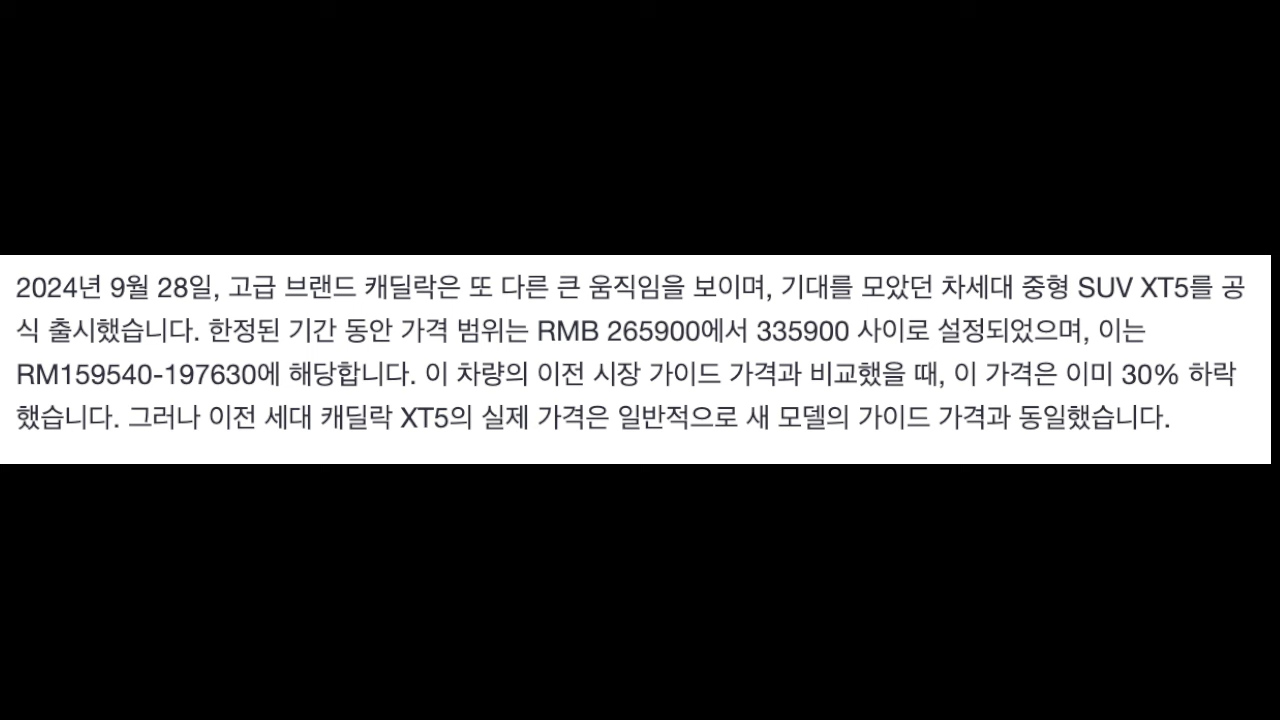 2024년 9월 28일, 고급 브랜드 캐딜락은 또 다른 큰 움직임을 보이며, 기대를 모았던 차세대 중형 SUV XT5를 공
식 출시했습니다. 한정된 기간 동안 가격 범위는 RMB 265900에서 335900 사이로 설정되었으며, 이는
RM159540-197630에 해당합니다. 이 차량의 이전 시장 가이드 가격과 비교했을 때, 이 가격은 이미 30% 하락
했습니다. 그러나 이전 세대 캐딜락 XT5의 실제 가격은 일반적으로 새 모델의 가이드 가격과 동일했습니다.